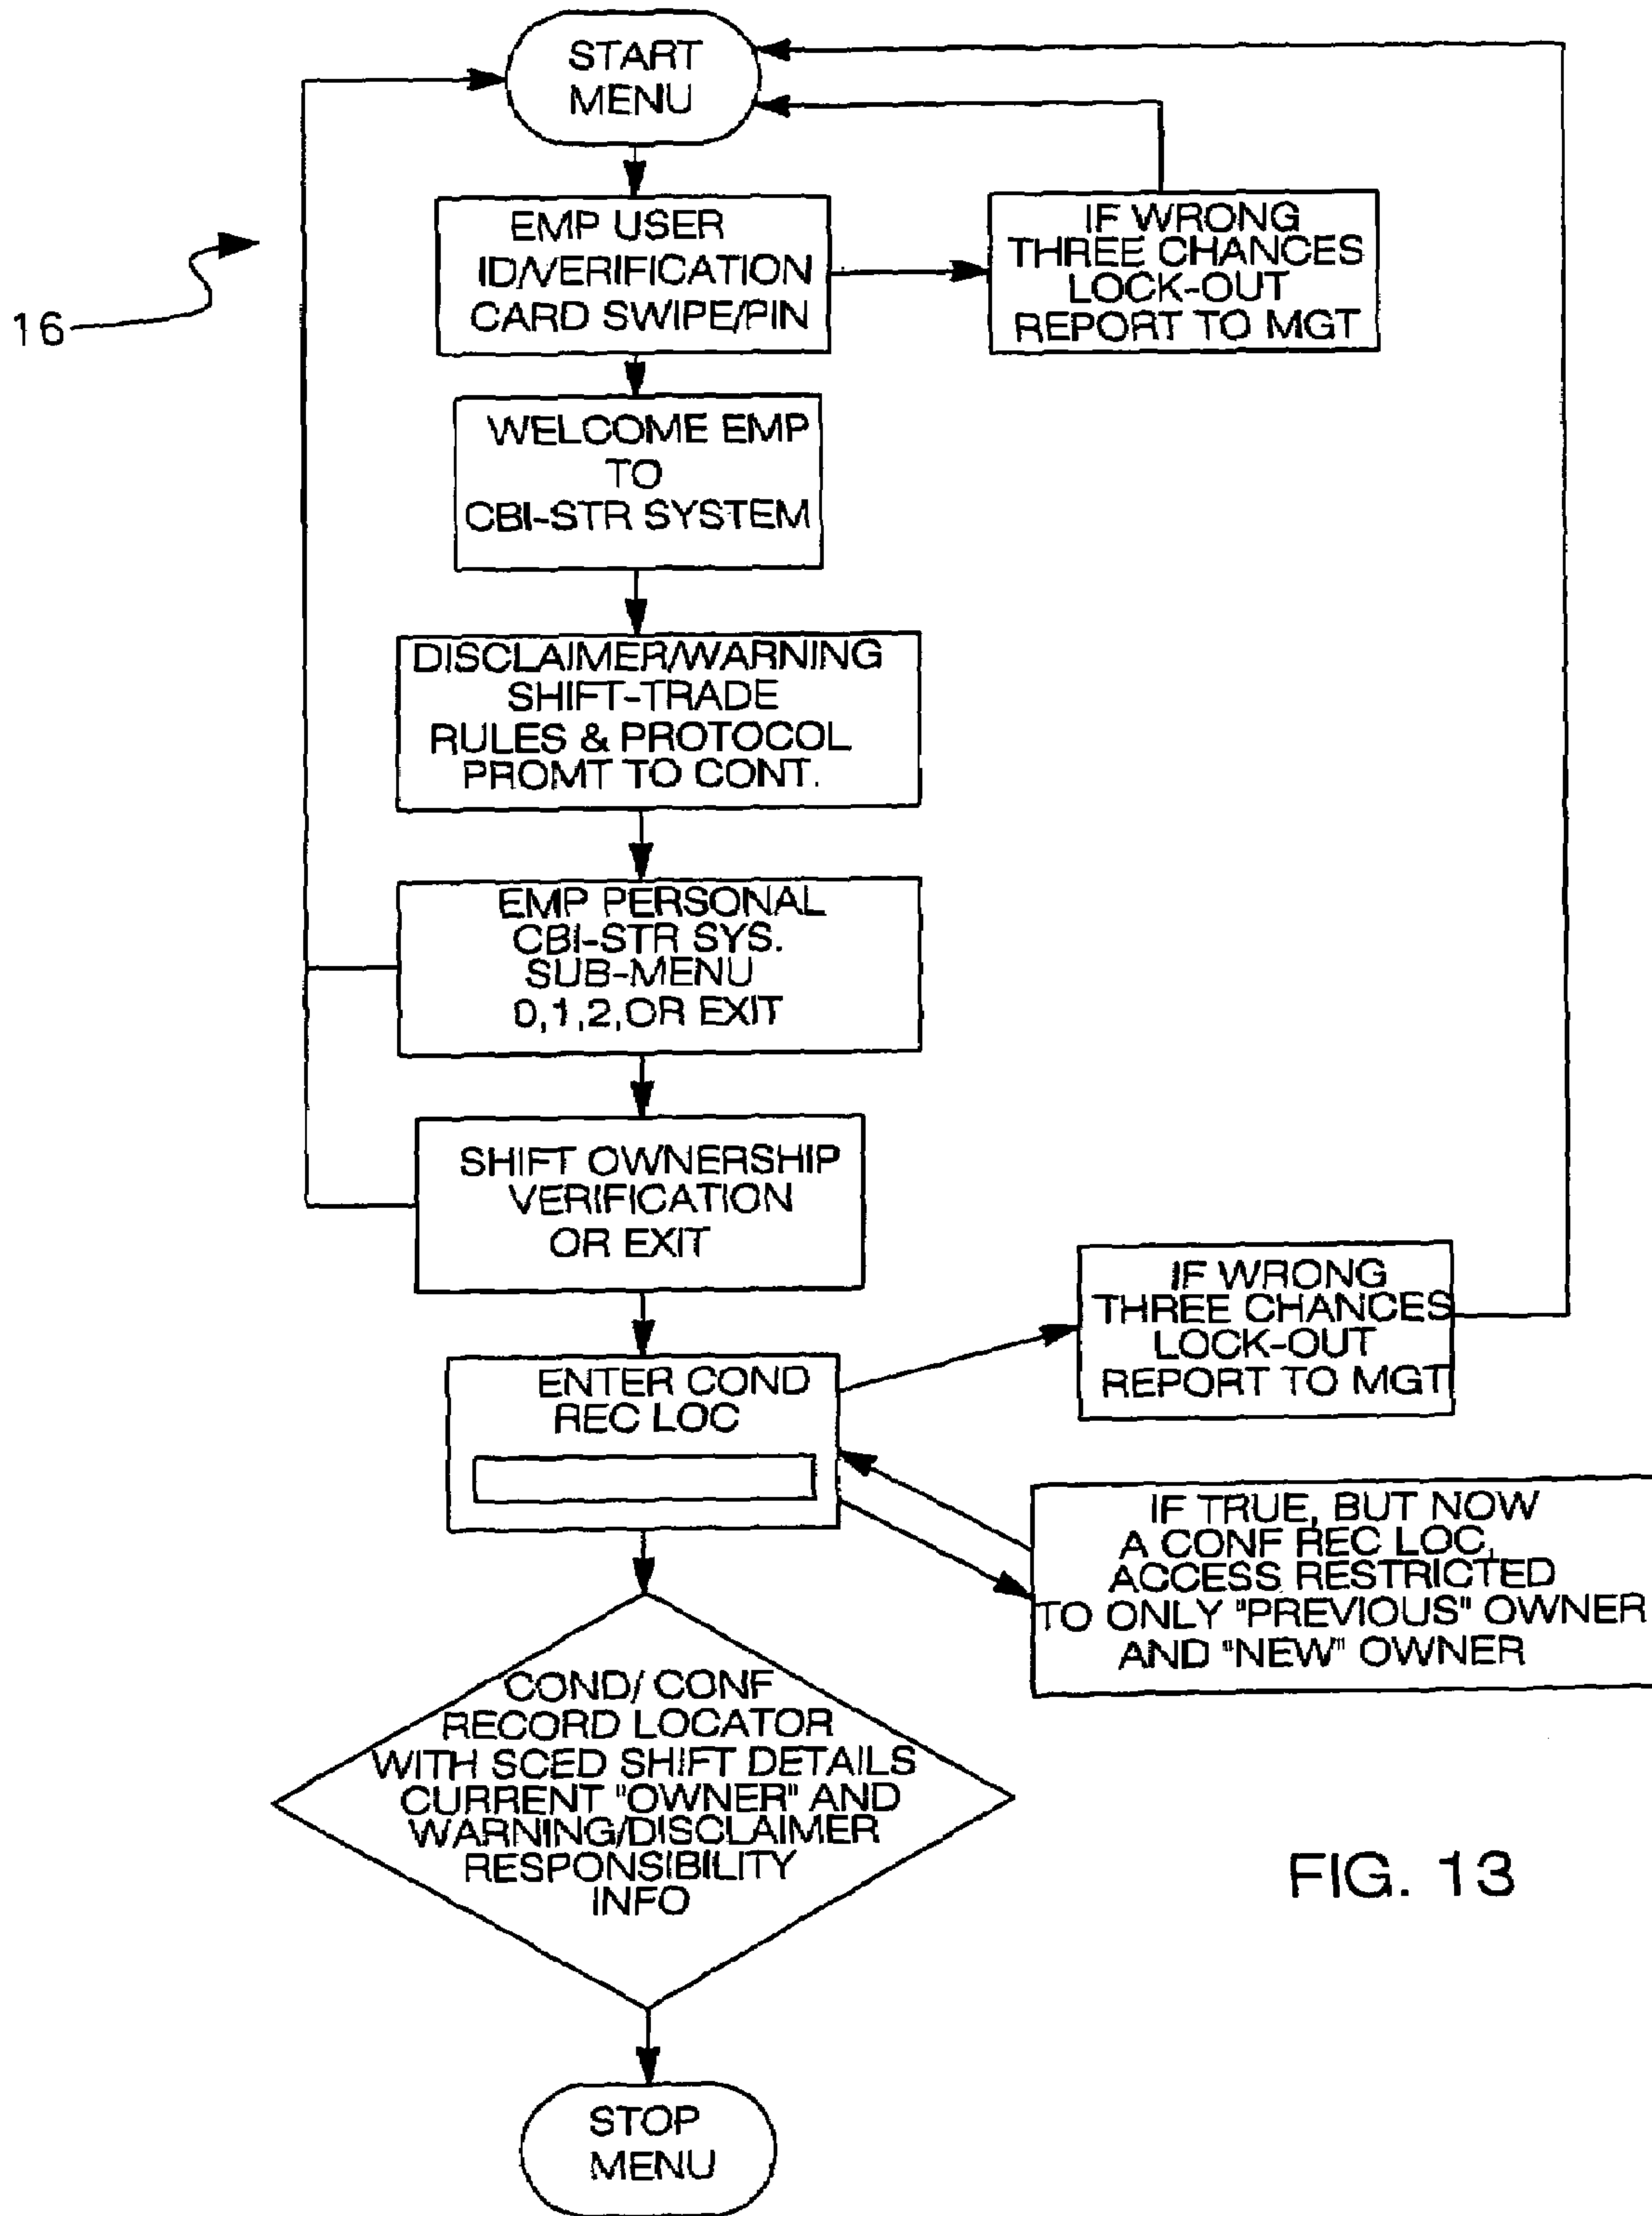 START
MENU
EMP USER
ID/VERIFICATION
CARD SWIPE/PIN
IF WRONG
THREE CHANCES
LOCK-OUT
REPORT TO MGT
16
WELCOME EMP
TO
CBI-STR SYSTEM
DISCLAIMER/WARNING
SHIFT-TRADE
RULES & PROTOCOL
PROMT TO CONT.
EMP PERSONAL
CBI-STR SYS.
SUB-MENU
0,1,2,OR EXIT
SHIFT OWNERSHIP
VERIFICATION
OR EXIT
IF WRONG
THREE CHANCES
LOCK-OUT
REPORT TO MGT
ENTER COND
REC LOC
IF TRUE, BUT NOW
A CONF REC LOC,
ACCESS RESTRICTED
TO ONLY "PREVIOUS" OWNER
AND "NEW" OWNER
COND/ CONF
RECORD LOCATOR
WITH SCED SHIFT DETAILS
CURRENT "OWNER" AND
WARNING/DISCLAIMER
RESPONSIBILITY
INFO
FIG. 13
STOP
MENU